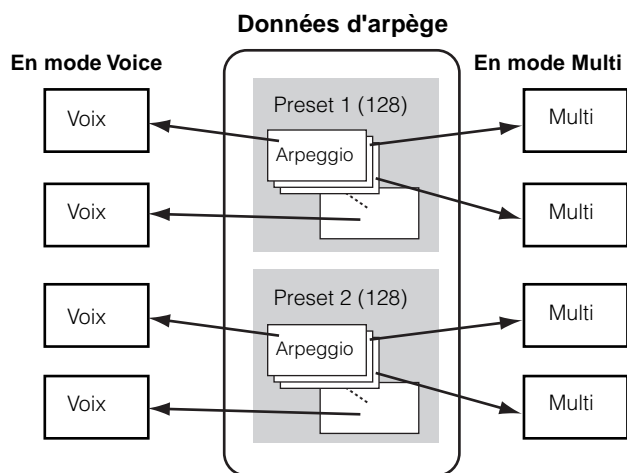 Données d'arpège
En mode Voice
En mode Multi
Preset 1 (128)
Voix
Arpeggio
Multi
Voix
Multi
Preset 2 (128)
Voix
Arpeggio
Multi
Voix
Multi